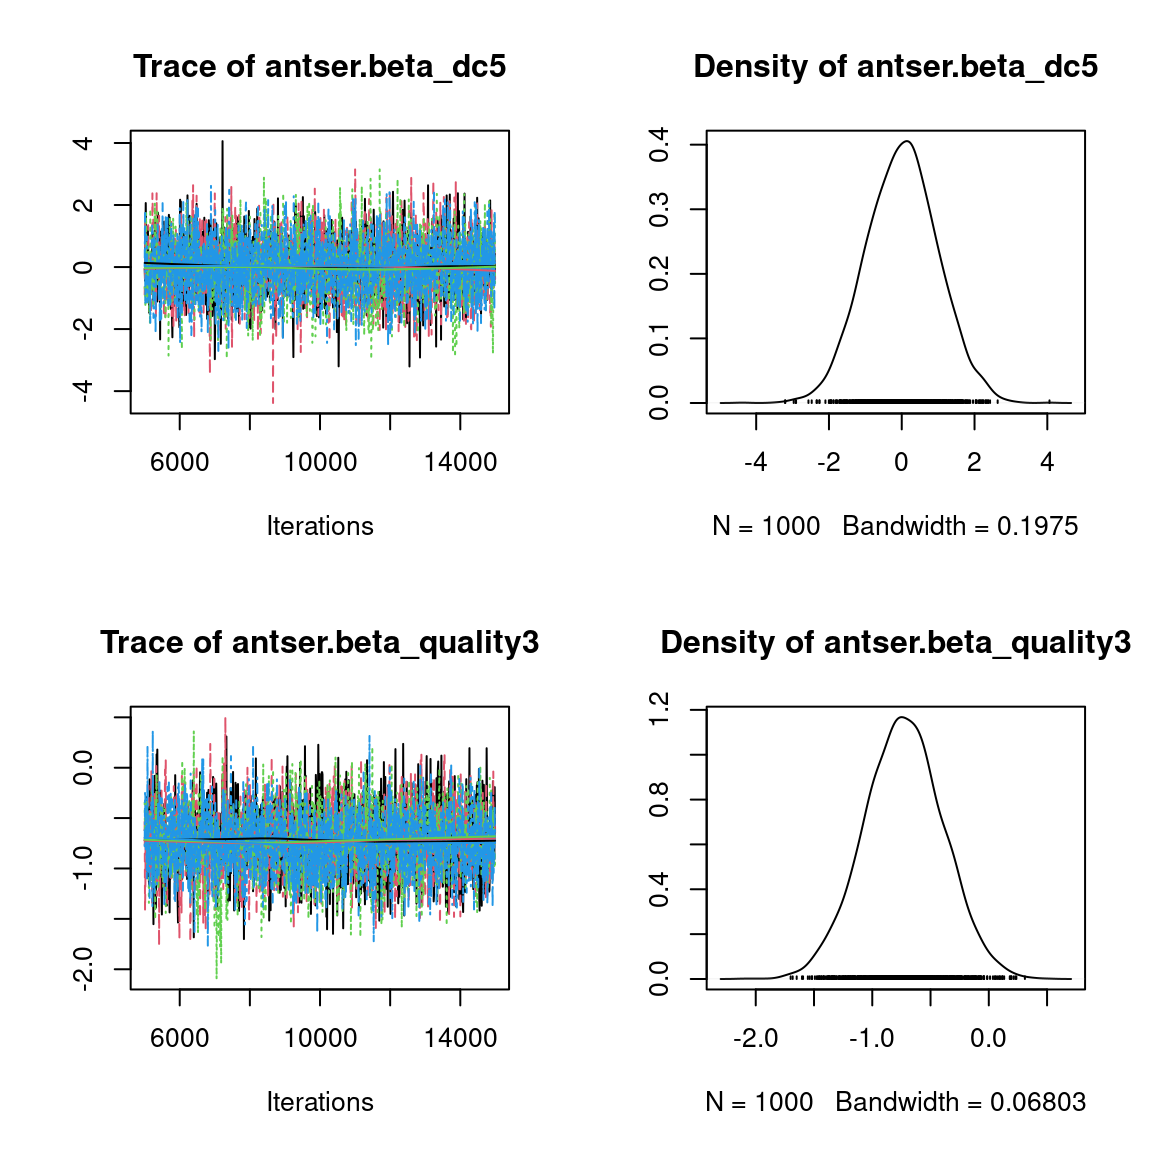 Trace of antser.beta_dc5
4
2
0
-2
-4
6000 10000 14000
Iterations
Density of antser.beta_dc5
0.4
0.3
0.2
0.1
0.0
-4 -2 0 2 4
N = 1000 Bandwidth = 0.1975
Trace of antser.beta_quality3
0.0
-1.0
-2.0
6000 10000 14000
Iterations
Density of antser.beta_quality3
1.2
0.8
0.4
0.0
-2.0 -1.0 0.0
N = 1000 Bandwidth = 0.06803